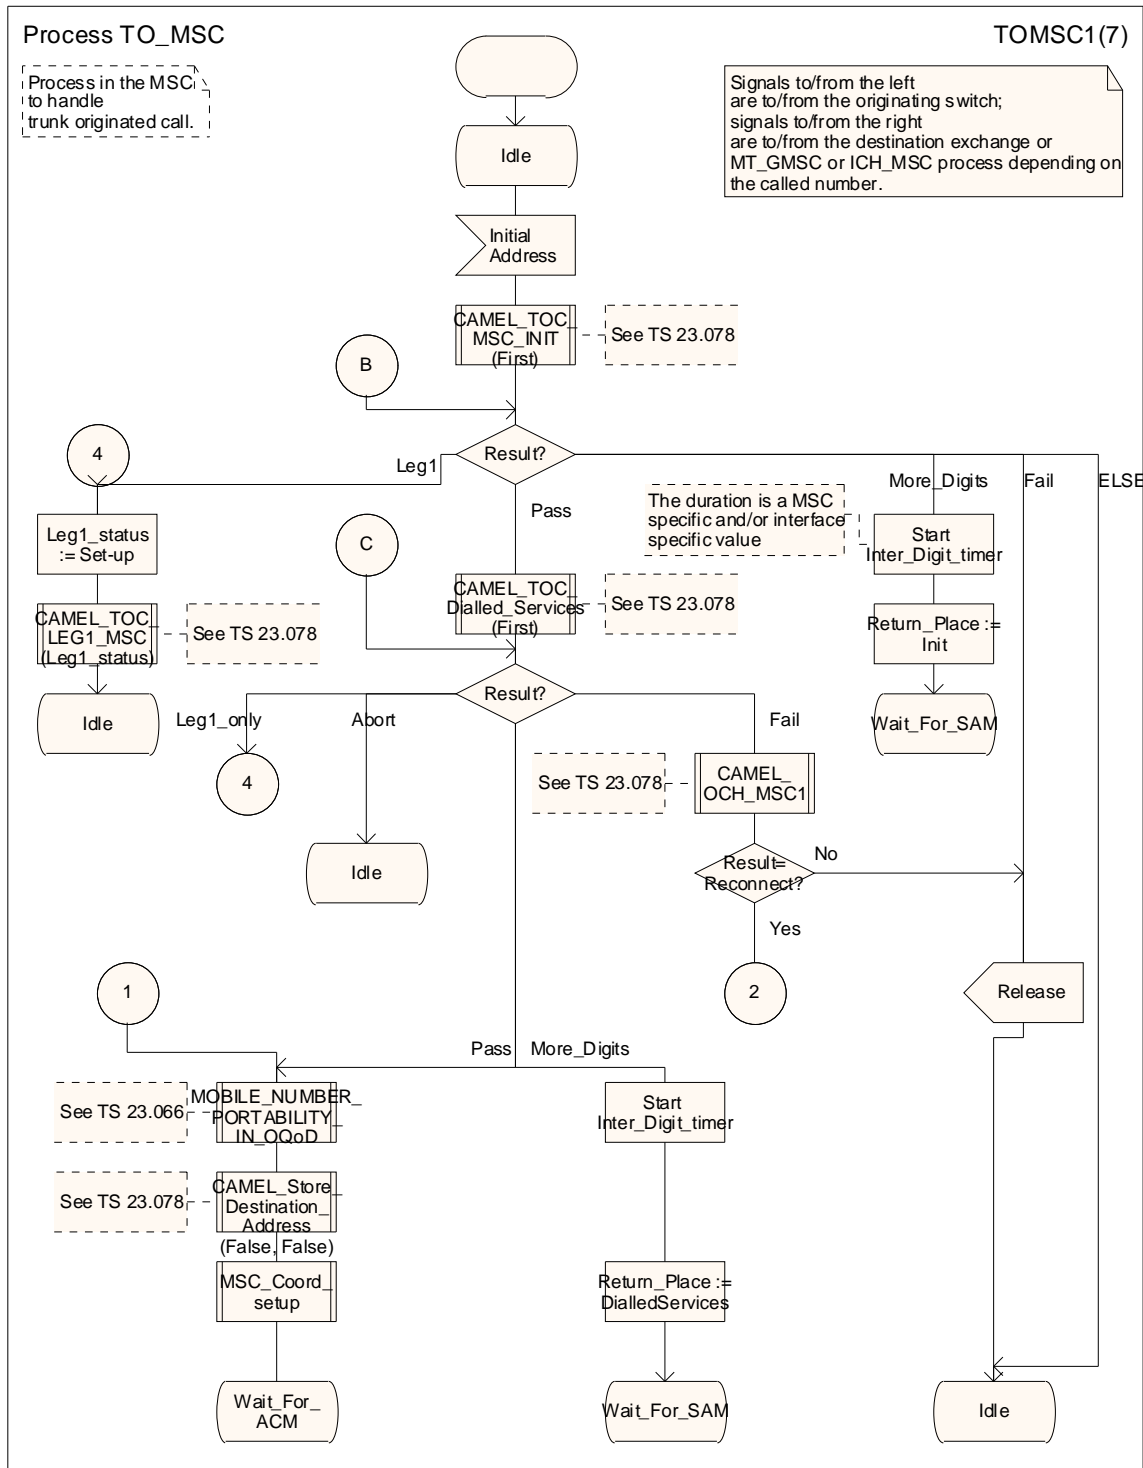 Process TO_MSC
TOMSC1(7)
Process in the MSC
to handle
trunk originated call.
Signals to/from the left
are to/from the originating switch;
signals to/from the right
are to/from the destination exchange or
MT_GMSC or ICH_MSC process depending on
the called number.
Idle
Initial
Address
CAMEL_TOC_
MSC_INIT
(First)
See TS 23.078
B
4
Result?
Leg1
More_Digits
Fail
ELSE
Pass
Leg1_status
:= Set-up
C
The duration is a MSC
specific and/or interface
specific value
Start
Inter_Digit_timer
CAMEL_TOC_
LEG1_MSC
(Leg1_status)
See TS 23.078
CAMEL_TOC_
Dialled_Services
(First)
See TS 23.078
Return_Place :=
Init
Idle
Result?
Wait_For_SAM
Leg1_only
Abort
Fail
4
See TS 23.078
CAMEL_
OCH_MSC1
Idle
Result=
Reconnect?
No
Yes
1
2
Release
Pass
More_Digits
See TS 23.066
MOBILE_NUMBER_
PORTABILITY_
IN_OQoD
Start
Inter_Digit_timer
See TS 23.078
CAMEL_Store_
Destination_
Address
(False, False)
MSC_Coord_
setup
Return_Place :=
DialledServices
Wait_For_
ACM
Wait_For_SAM
Idle